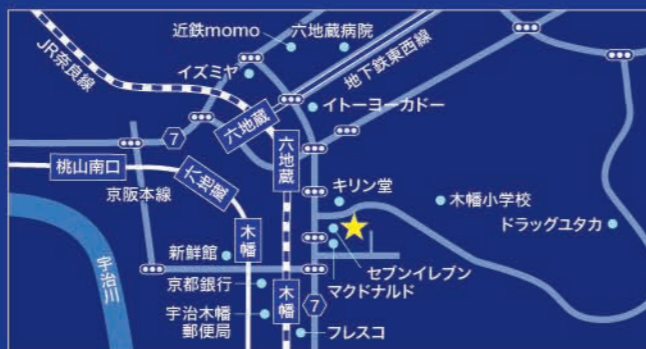 近鉄momo
六地蔵病院
JR奈良線
イズミヤ
地下鉄東西線
イトーヨーカドー
六地蔵
7
六地蔵
桃山南口
六地蔵
京阪本線
キリン堂
木幡小学校
ドラッグユタカ
木幡
新鮮館
セブンイレブン
マクドナルド
宇治川
京都銀行
木幡
7
宇治木幡
郵便局
フレスコ